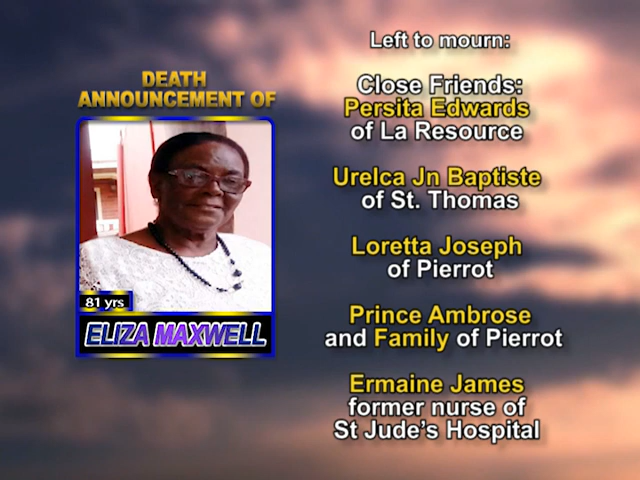 DEATH
ANNOUNCEMENT OF
81 yrs
ELIZA MAXWELL
Left to mourn:
Close Friends:
Persita Edwards
of La Resource
Urelca Jn Baptiste
of St. Thomas
Loretta Joseph
of Pierrot
Prince Ambrose
and Family of Pierrot
Ermaine James
former nurse of
St Jude's Hospital